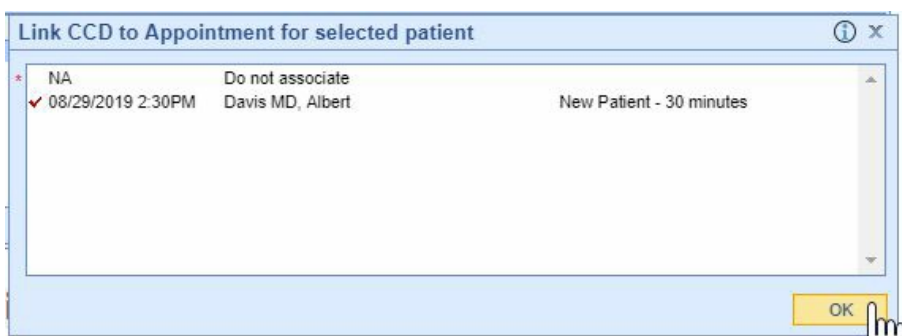 Link CCD to Appointment for selected patient
* NA Do not associate
✓ 08/29/2019 2:30PM Davis MD, Albert New Patient - 30 minutes
OK